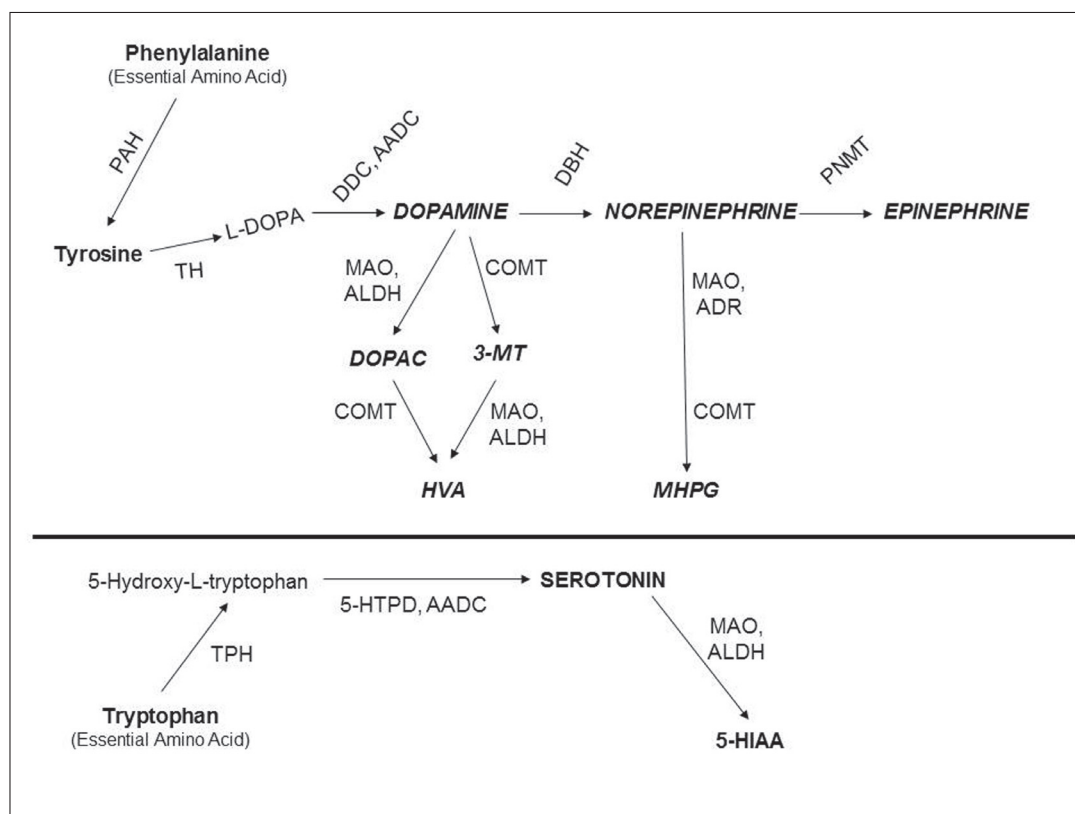 Phenylalanine
(Essential Amino Acid)
PAH
DDC, AADC
DBH
PNMT
L-DOPA
DOPAMINE
NOREPINEPHRINE
EPINEPHRINE
Tyrosine
TH
MAO,
ALDH
COMT
MAO,
ADR
DOPAC
3-MT
COMT
MAO,
ALDH
COMT
HVA
MHPG
5-Hydroxy-L-tryptophan
SEROTONIN
5-HTPD, AADC
TPH
MAO,
ALDH
Tryptophan
(Essential Amino Acid)
5-HIAA